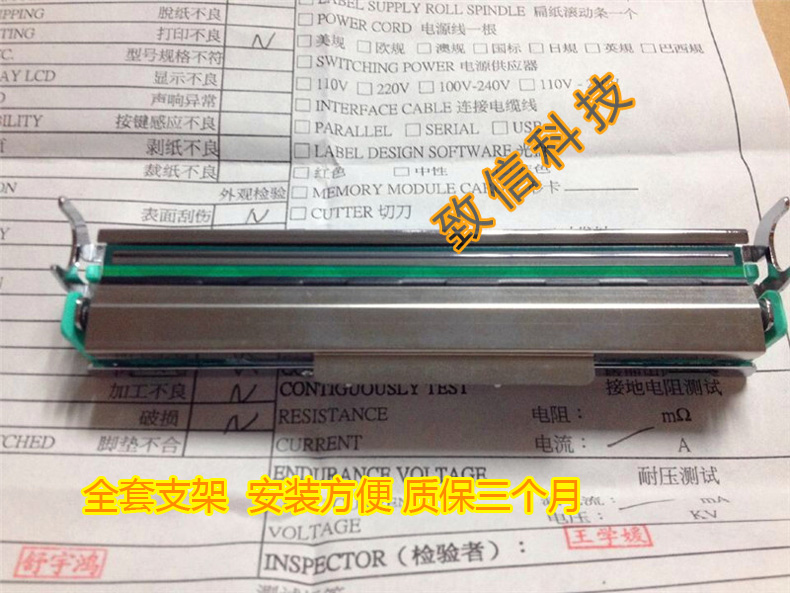 LABEL SUPPLY ROLL SPINDLE 扁纸滚动条一个
脱纸不良
POWER CORD 电源线一根
打印不良
美规 欧规 澳规 国标 日规 英规 巴西规
型号规格不符
SWITCHING POWER 电源供应器
LCD 显示不良
110V 220V 100V-240V 110V
声响异常
INTERFACE CABLE 连接电缆线
按键感应不良
PARALLEL SERIAL USB
剥纸不良
LABEL DESIGN SOFTWARE
裁纸不良
红色 中性
外观检验
MEMORY MODULE
表面刮伤
CUTTER 切刀
致信科技
加工不良
CONTIGUOUSLY TEST 接地电阻测试
破损
RESISTANCE 电阻: mΩ
脚垫不合
CURRENT 电流: A
ENDURANCE VOLTAGE 耐压测试
全套支架 安装方便 质保三个月
VOLTAGE 电压: KV
INSPECTOR (检验者):
王学媛
舒宇鸿